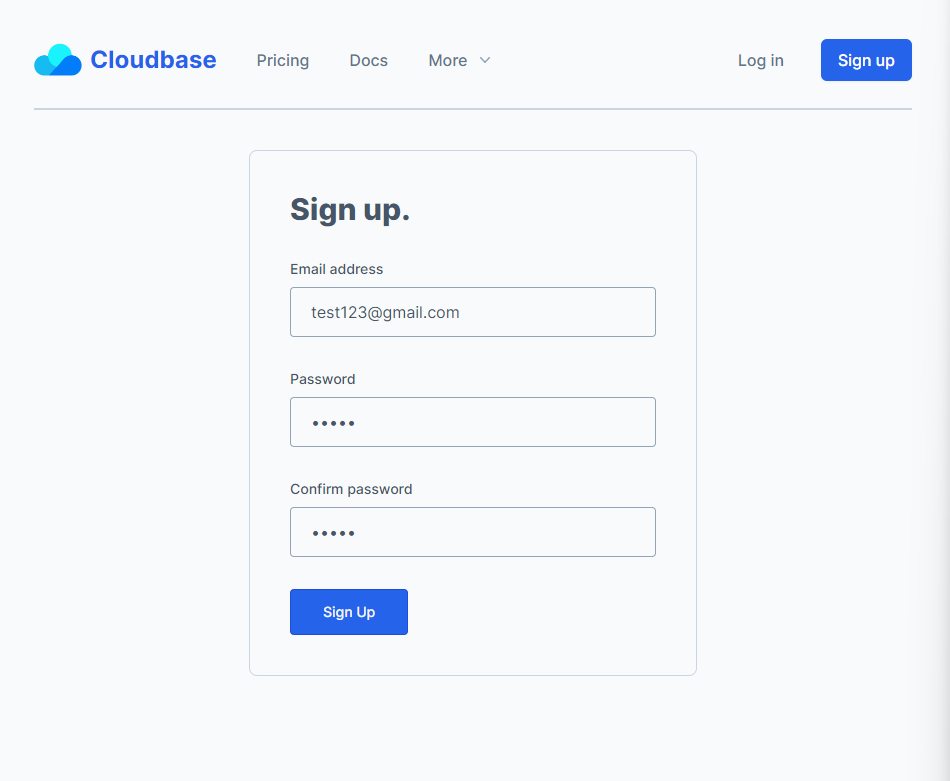 Cloudbase Pricing Docs More Log in Sign up
Sign up.
Email address
test123@gmail.com
Password
•••••
Confirm password
•••••
Sign Up